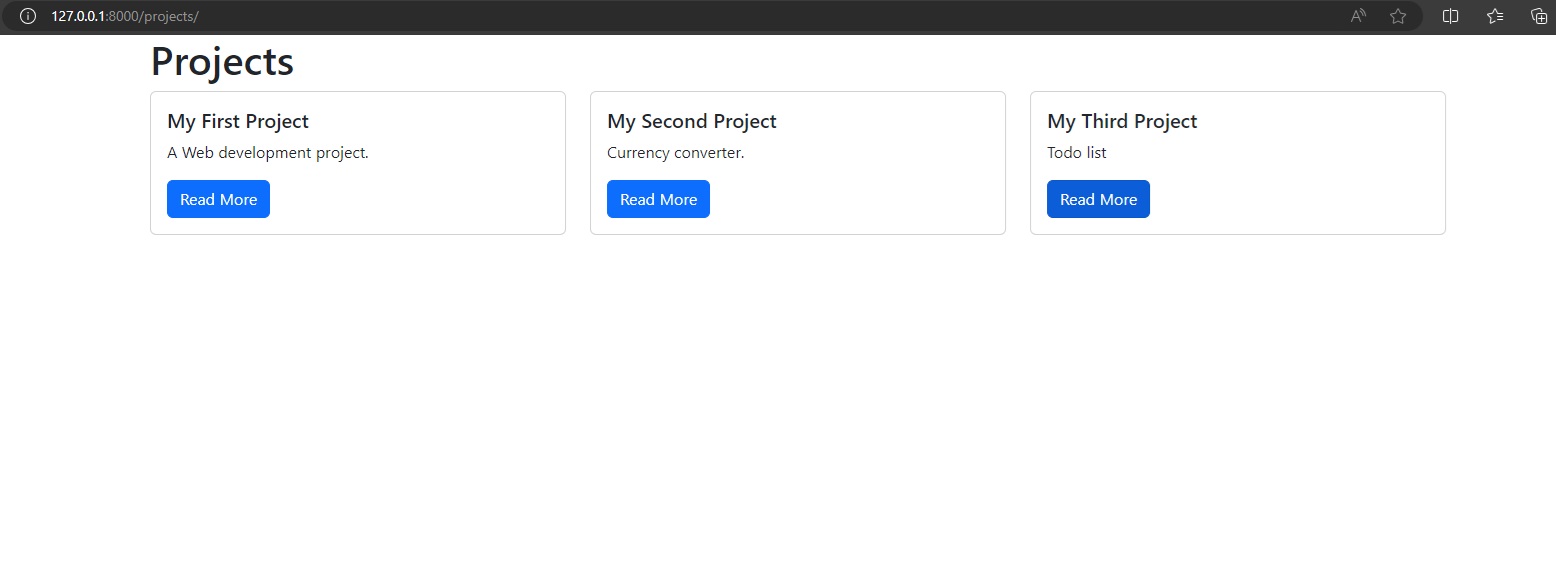 127.0.0.1:8000/projects/
Projects
My First Project
A Web development project.
Read More
My Second Project
Currency converter.
Read More
My Third Project
Todo list
Read More